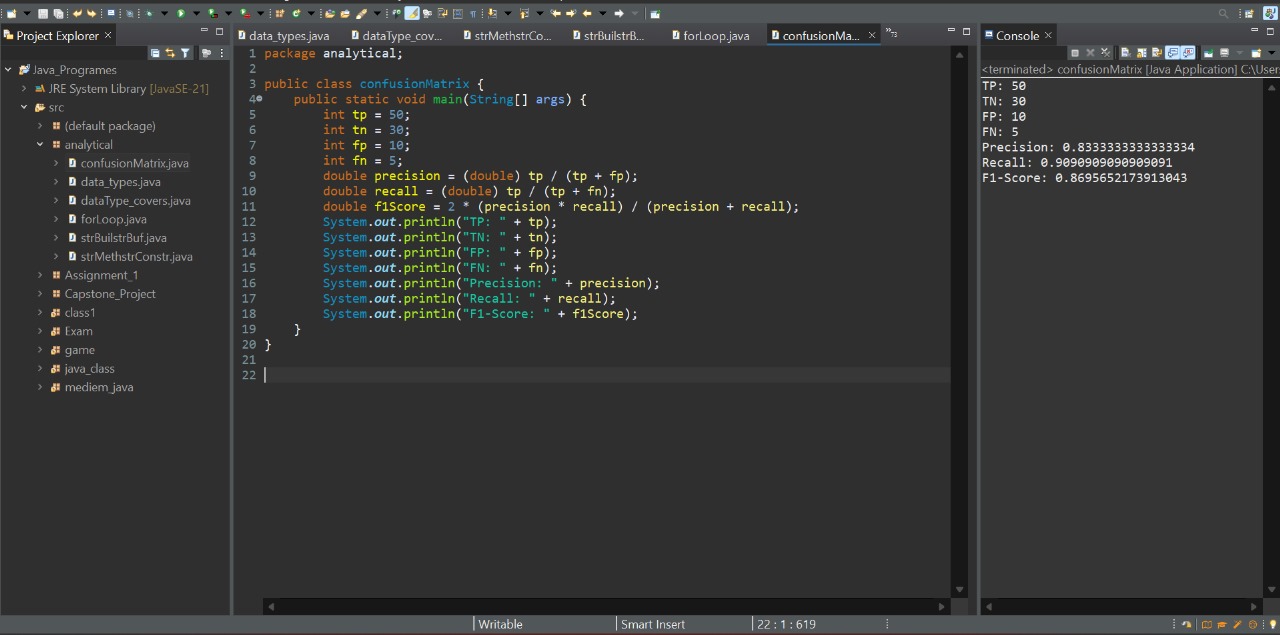 Project Explorer
Java_Programes
JRE System Library [JavaSE-21]
src
(default package)
analytical
confusionMatrix.java
data_types.java
dataType_covers.java
forLoop.java
strBuilstrBuf.java
strMethstrConstr.java
Assignment_1
Capstone_Project
class1
Exam
game
java_class
mediem_java
data_types.java
dataType_cov...
strMethstrCo...
strBuilstrB...
forLoop.java
confusionMa...
1 package analytical;
2
3 public class confusionMatrix {
4 public static void main(String[] args) {
5 int tp = 50;
6 int tn = 30;
7 int fp = 10;
8 int fn = 5;
9 double precision = (double) tp / (tp + fp);
10 double recall = (double) tp / (tp + fn);
11 double f1Score = 2 * (precision * recall) / (precision + recall);
12 System.out.println("TP: " + tp);
13 System.out.println("TN: " + tn);
14 System.out.println("FP: " + fp);
15 System.out.println("FN: " + fn);
16 System.out.println("Precision: " + precision);
17 System.out.println("Recall: " + recall);
18 System.out.println("F1-Score: " + f1Score);
19 }
20 }
21
22
Console
<terminated> confusionMatrix [Java Application] C:\User
TP: 50
TN: 30
FP: 10
FN: 5
Precision: 0.8333333333333334
Recall: 0.9090909090909091
F1-Score: 0.8695652173913043
Writable
Smart Insert
22 : 1 : 619